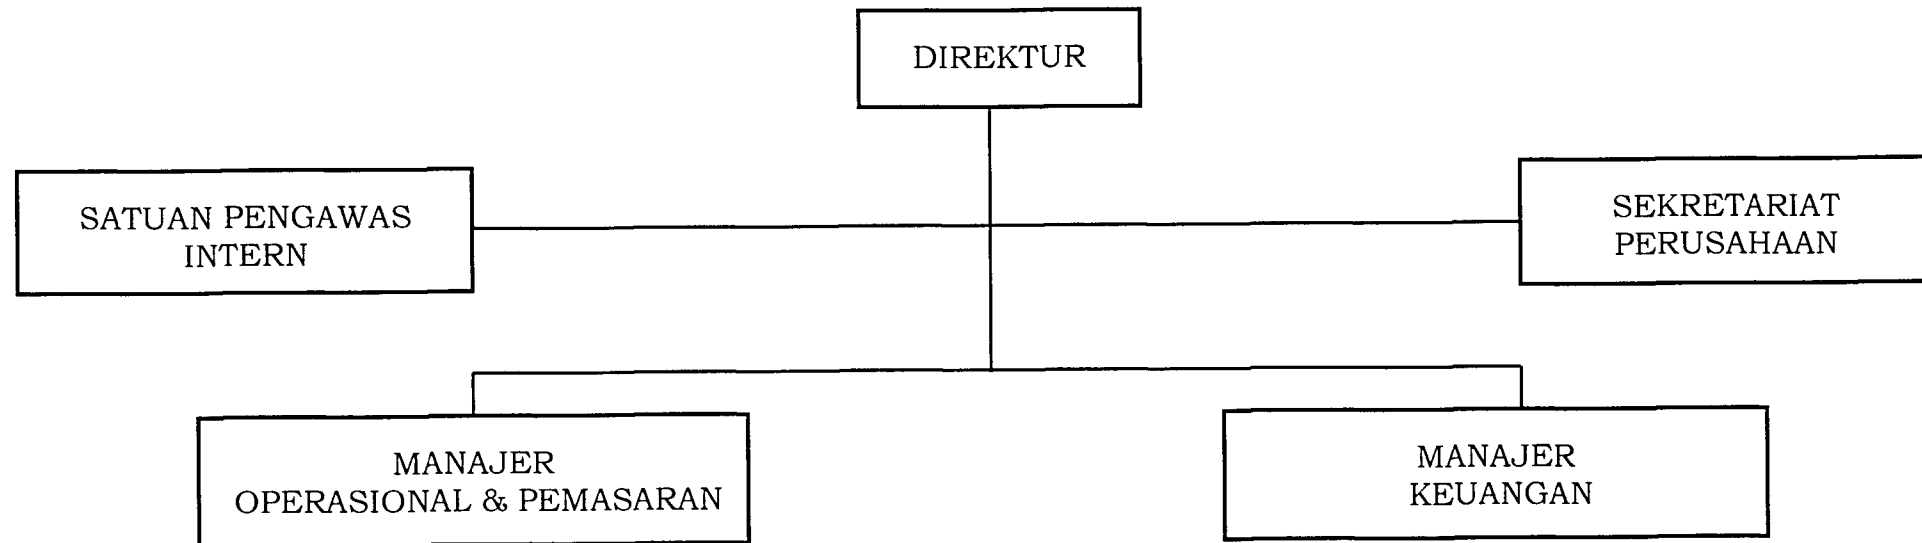 DIREKTUR
SATUAN PENGAWAS
INTERN
SEKRETARIAT
PERUSAHAAN
MANAJER
OPERASIONAL & PEMASARAN
MANAJER
KEUANGAN